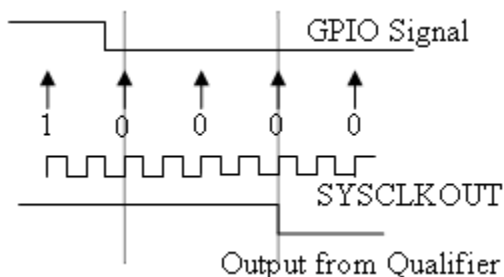 GPIO Signal
1 0 0 0 0
SYSCLKOUT
Output from Qualifier